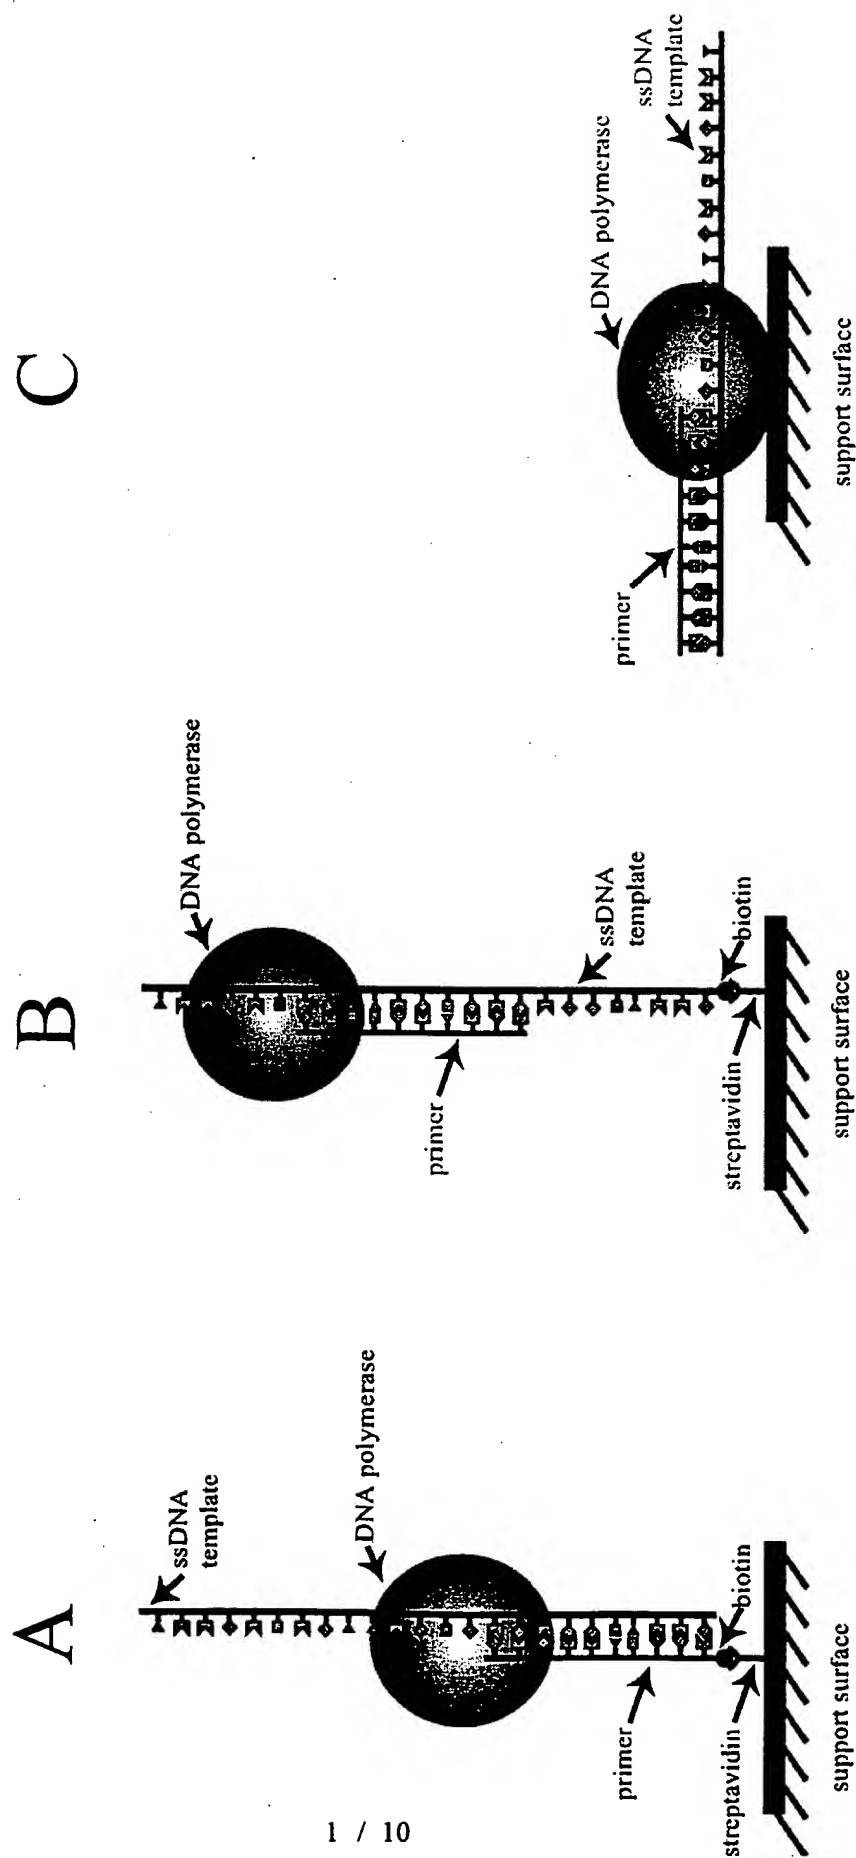 A
ssDNA
template
DNA polymerase
primer
biotin
streptavidin
support surface
B
DNA polymerase
ssDNA
template
primer
biotin
streptavidin
support surface
C
DNA polymerase
ssDNA
template
primer
support surface
1 / 10